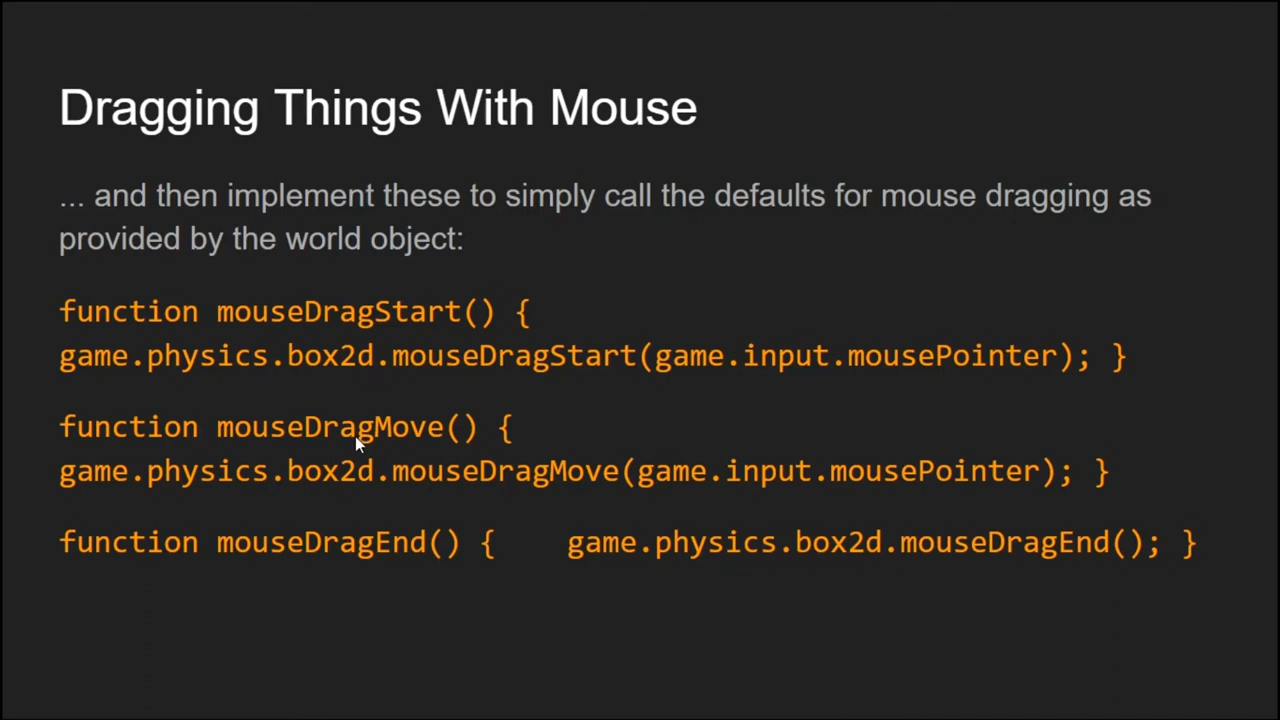 Dragging Things With Mouse
... and then implement these to simply call the defaults for mouse dragging as
provided by the world object:
function mouseDragStart() {
game.physics.box2d.mouseDragStart(game.input.mousePointer); }
function mouseDragMove() {
game.physics.box2d.mouseDragMove(game.input.mousePointer); }
function mouseDragEnd() {    game.physics.box2d.mouseDragEnd(); }